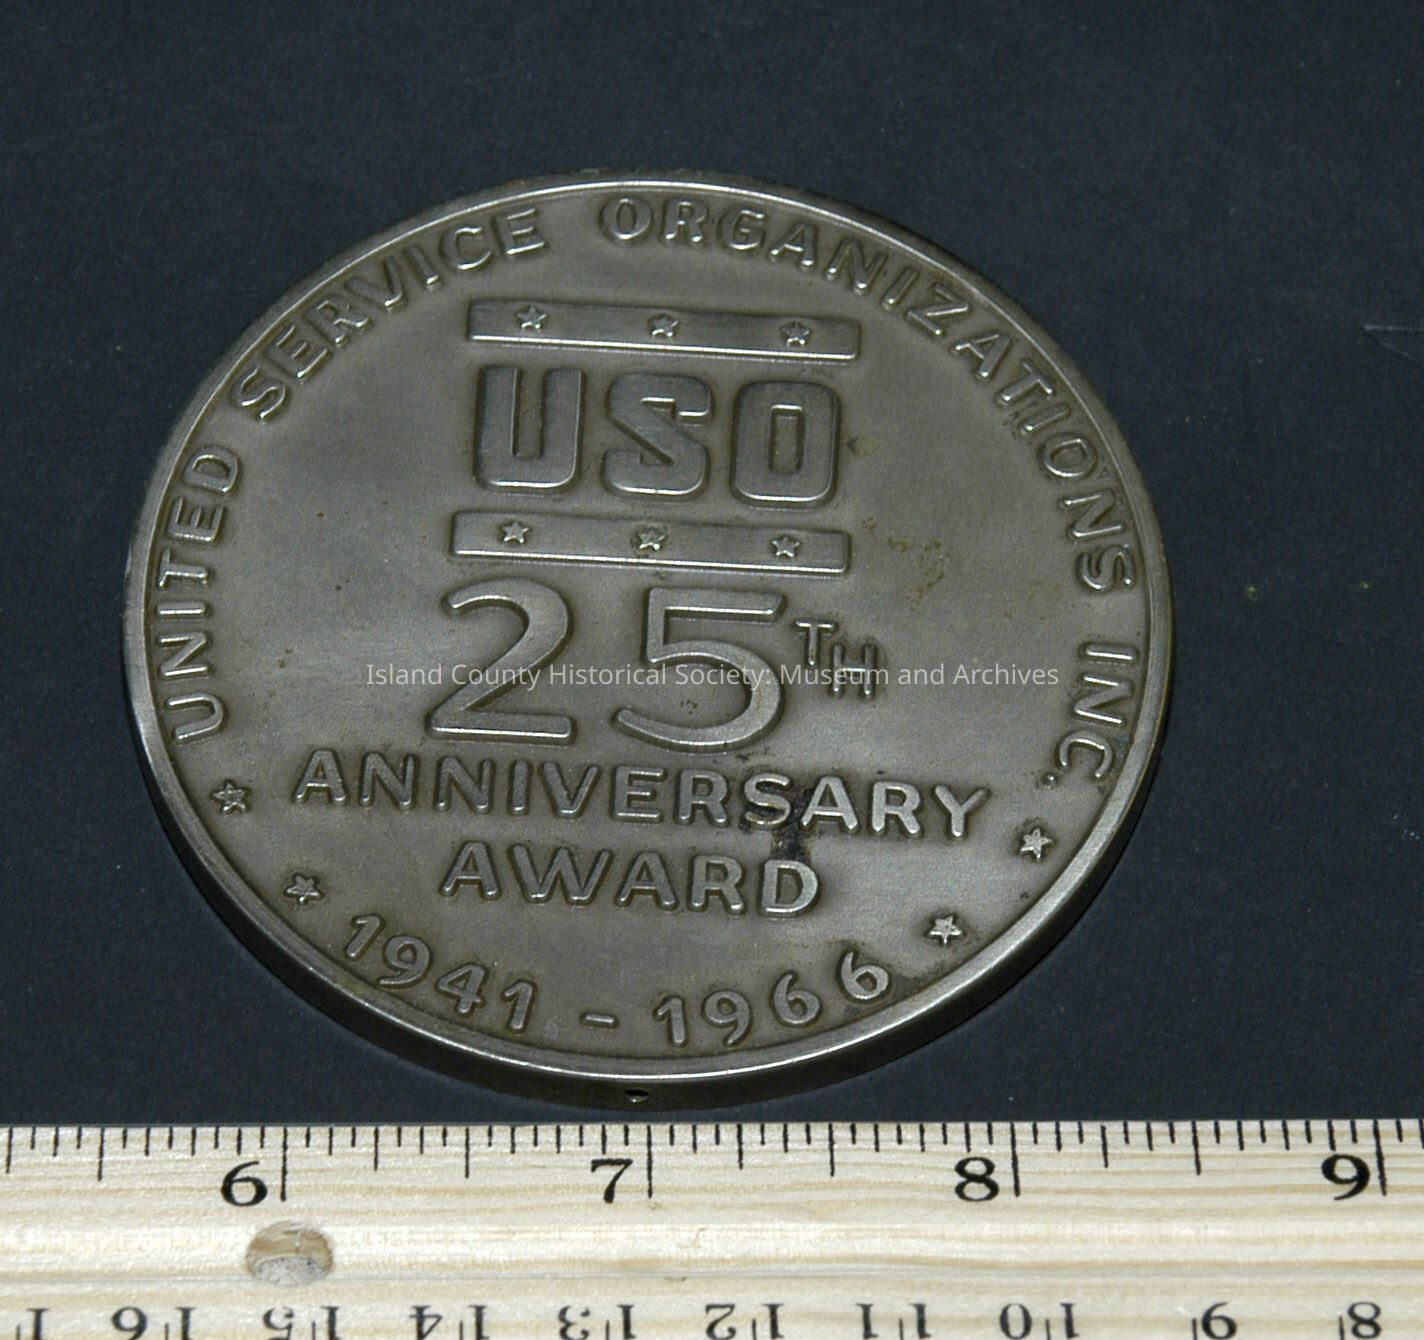 UNITED SERVICE ORGANIZATIONS INC.
USO
25TH
ANNIVERSARY
AWARD
1941 - 1966
Island County Historical Society: Museum and Archives
6 7 8 9
16 15 14 13 12 11 10 9 8